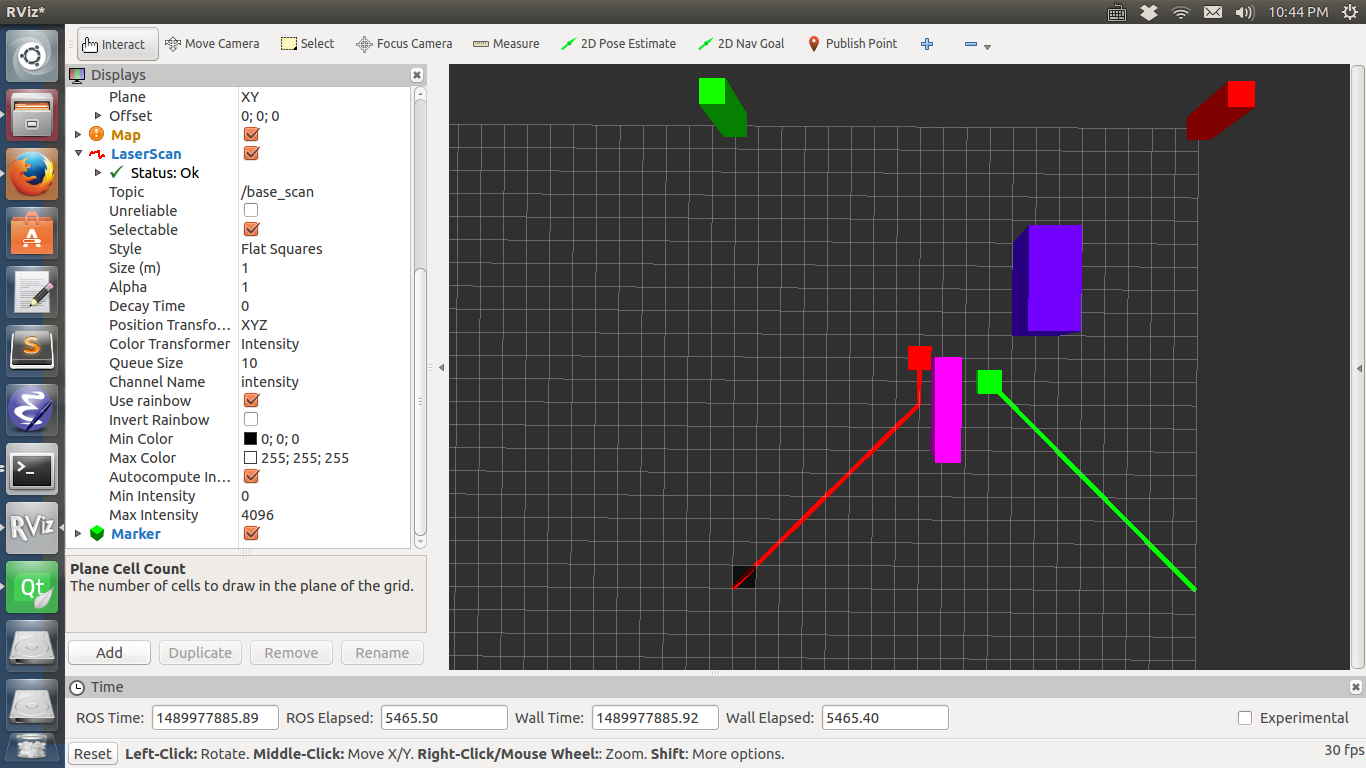 RViz*
10:44 PM
Interact Move Camera Select Focus Camera Measure 2D Pose Estimate 2D Nav Goal Publish Point
Displays
Plane XY
Offset 0; 0; 0
Map
LaserScan
Status: Ok
Topic /base_scan
Unreliable
Selectable
Style Flat Squares
Size (m) 1
Alpha 1
Decay Time 0
Position Transfo... XYZ
Color Transformer Intensity
Queue Size 10
Channel Name intensity
Use rainbow
Invert Rainbow
Min Color 0; 0; 0
Max Color 255; 255; 255
Autocompute In...
Min Intensity 0
Max Intensity 4096
Marker
Plane Cell Count
The number of cells to draw in the plane of the grid.
Add Duplicate Remove Rename
Time
ROS Time: 1489977885.89 ROS Elapsed: 5465.50 Wall Time: 1489977885.92 Wall Elapsed: 5465.40 Experimental
Reset Left-Click: Rotate. Middle-Click: Move X/Y. Right-Click/Mouse Wheel:: Zoom. Shift: More options. 30 fps
A
S
>_
RViz
Qt